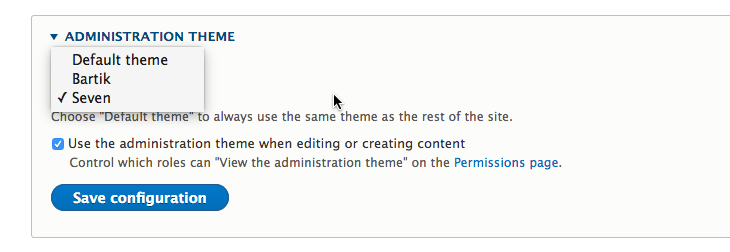 ADMINISTRATION THEME
Default theme
Bartik
✓ Seven
Choose "Default theme" to always use the same theme as the rest of the site.
Use the administration theme when editing or creating content
Control which roles can "View the administration theme" on the Permissions page.
Save configuration